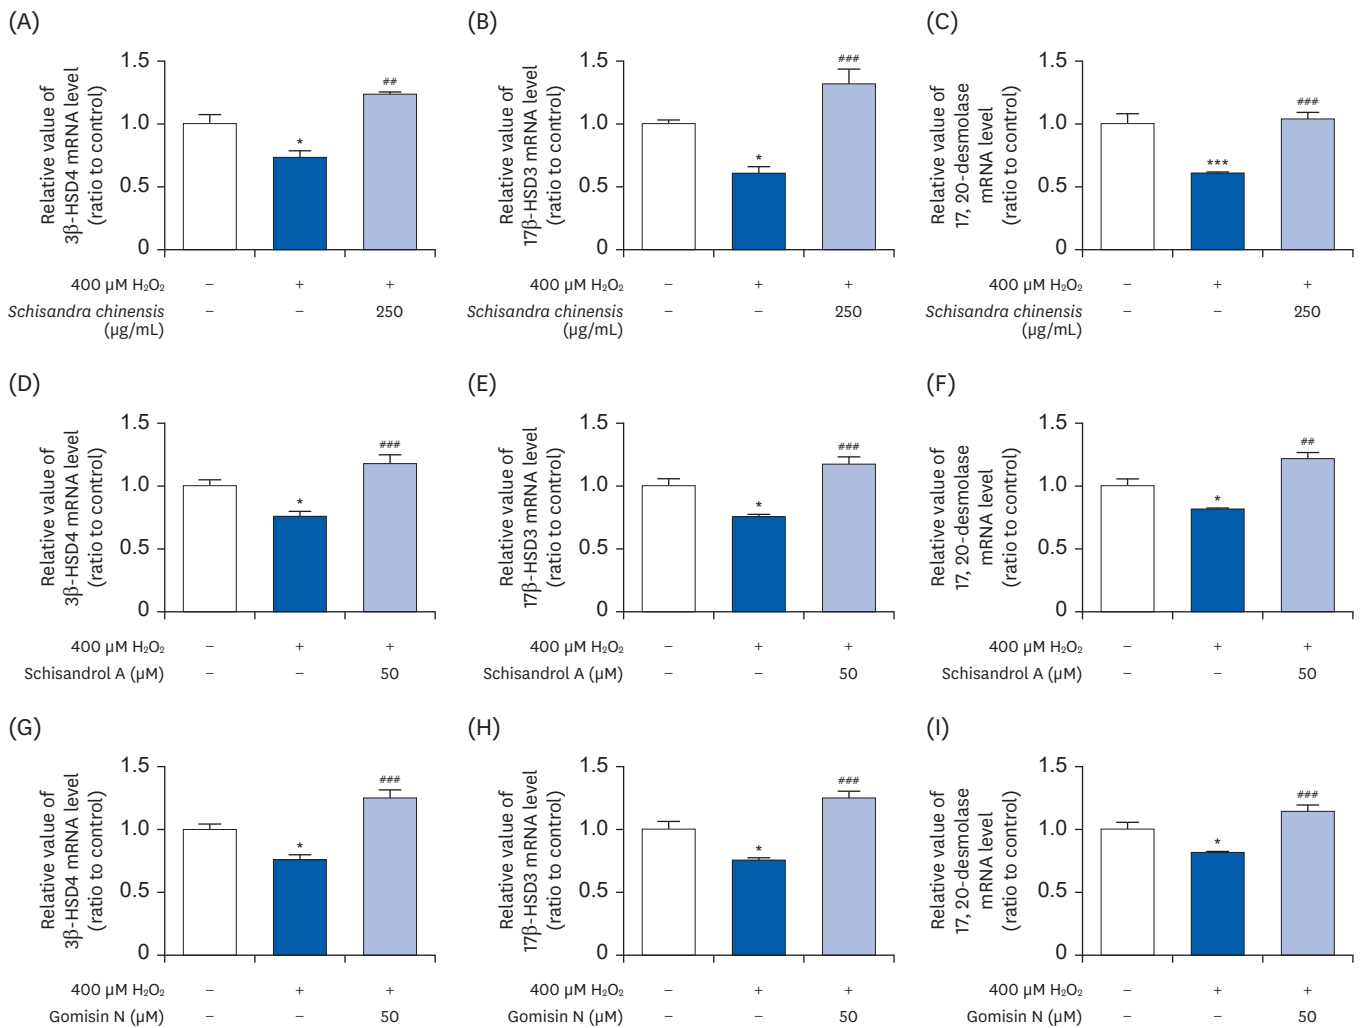 (A)
Relative value of
3β-HSD4 mRNA level
(ratio to control)
1.5
1.0
0.5
0
*
##
400 µM H₂O₂ – + +
Schisandra chinensis – – 250
(µg/mL)
(B)
Relative value of
17β-HSD3 mRNA level
(ratio to control)
1.5
1.0
0.5
0
*
###
400 µM H₂O₂ – + +
Schisandra chinensis – – 250
(µg/mL)
(C)
Relative value of
17, 20-desmolase
mRNA level
(ratio to control)
1.5
1.0
0.5
0
***
###
400 µM H₂O₂ – + +
Schisandra chinensis – – 250
(µg/mL)
(D)
Relative value of
3β-HSD4 mRNA level
(ratio to control)
1.5
1.0
0.5
0
*
###
400 µM H₂O₂ – + +
Schisandrol A (µM) – – 50
(E)
Relative value of
17β-HSD3 mRNA level
(ratio to control)
1.5
1.0
0.5
0
*
###
400 µM H₂O₂ – + +
Schisandrol A (µM) – – 50
(F)
Relative value of
17, 20-desmolase
mRNA level
(ratio to control)
1.5
1.0
0.5
0
*
##
400 µM H₂O₂ – + +
Schisandrol A (µM) – – 50
(G)
Relative value of
3β-HSD4 mRNA level
(ratio to control)
1.5
1.0
0.5
0
*
###
400 µM H₂O₂ – + +
Gomisin N (µM) – – 50
(H)
Relative value of
17β-HSD3 mRNA level
(ratio to control)
1.5
1.0
0.5
0
*
###
400 µM H₂O₂ – + +
Gomisin N (µM) – – 50
(I)
Relative value of
17, 20-desmolase
mRNA level
(ratio to control)
1.5
1.0
0.5
0
*
###
400 µM H₂O₂ – + +
Gomisin N (µM) – – 50